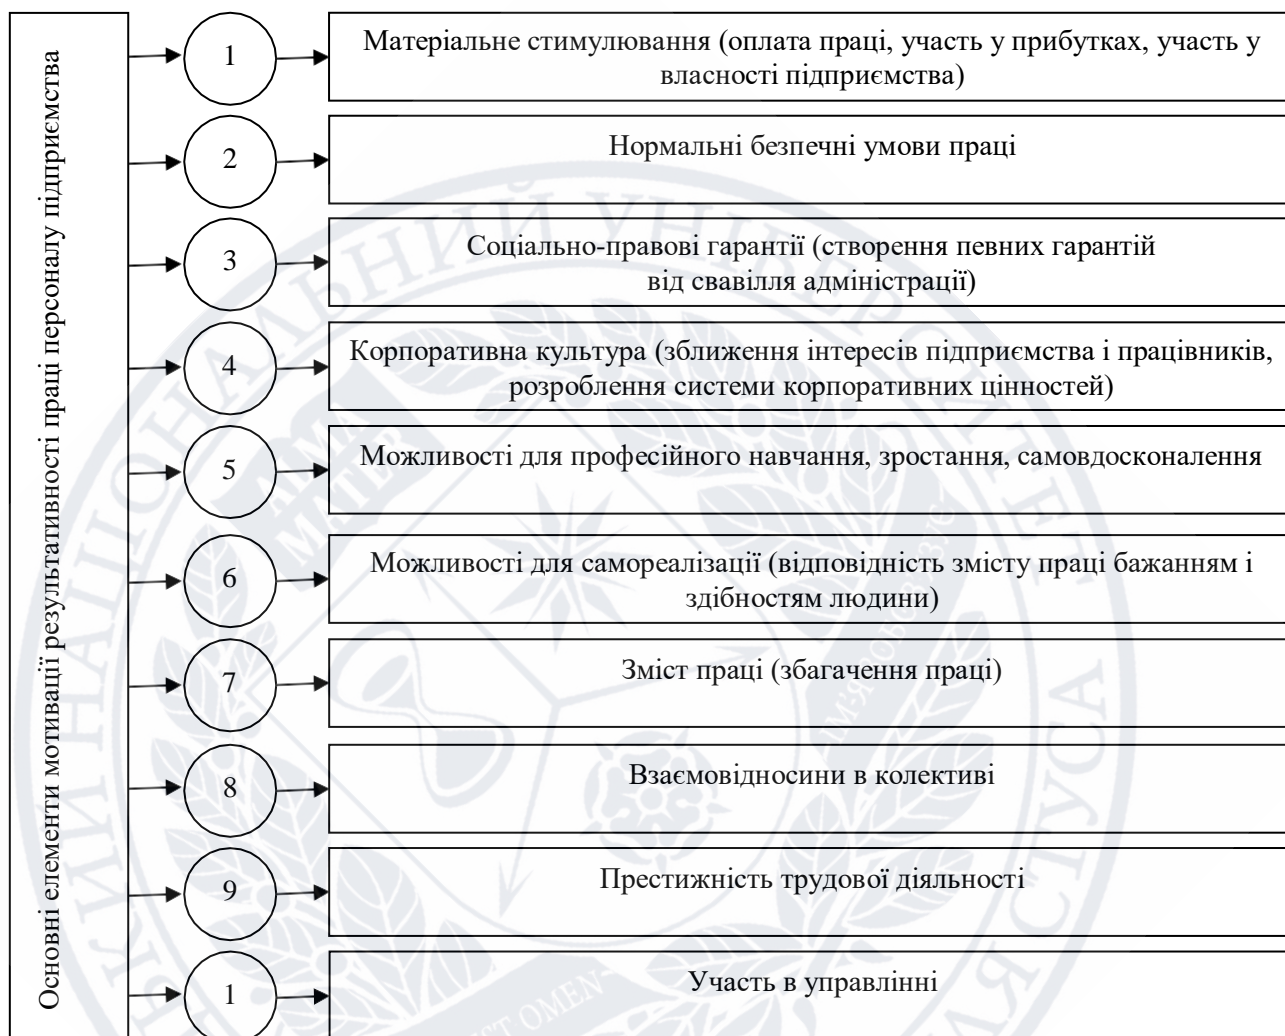 Основні елементи мотивації результативності праці персоналу підприємства
1
Матеріальне стимулювання (оплата праці, участь у прибутках, участь у
власності підприємства)
2
Нормальні безпечні умови праці
3
Соціально-правові гарантії (створення певних гарантій
від свавілля адміністрації)
4
Корпоративна культура (зближення інтересів підприємства і працівників,
розроблення системи корпоративних цінностей)
5
Можливості для професійного навчання, зростання, самовдосконалення
6
Можливості для самореалізації (відповідність змісту праці бажанням і
здібностям людини)
7
Зміст праці (збагачення праці)
8
Взаємовідносини в колективі
9
Престижність трудової діяльності
1
Участь в управлінні